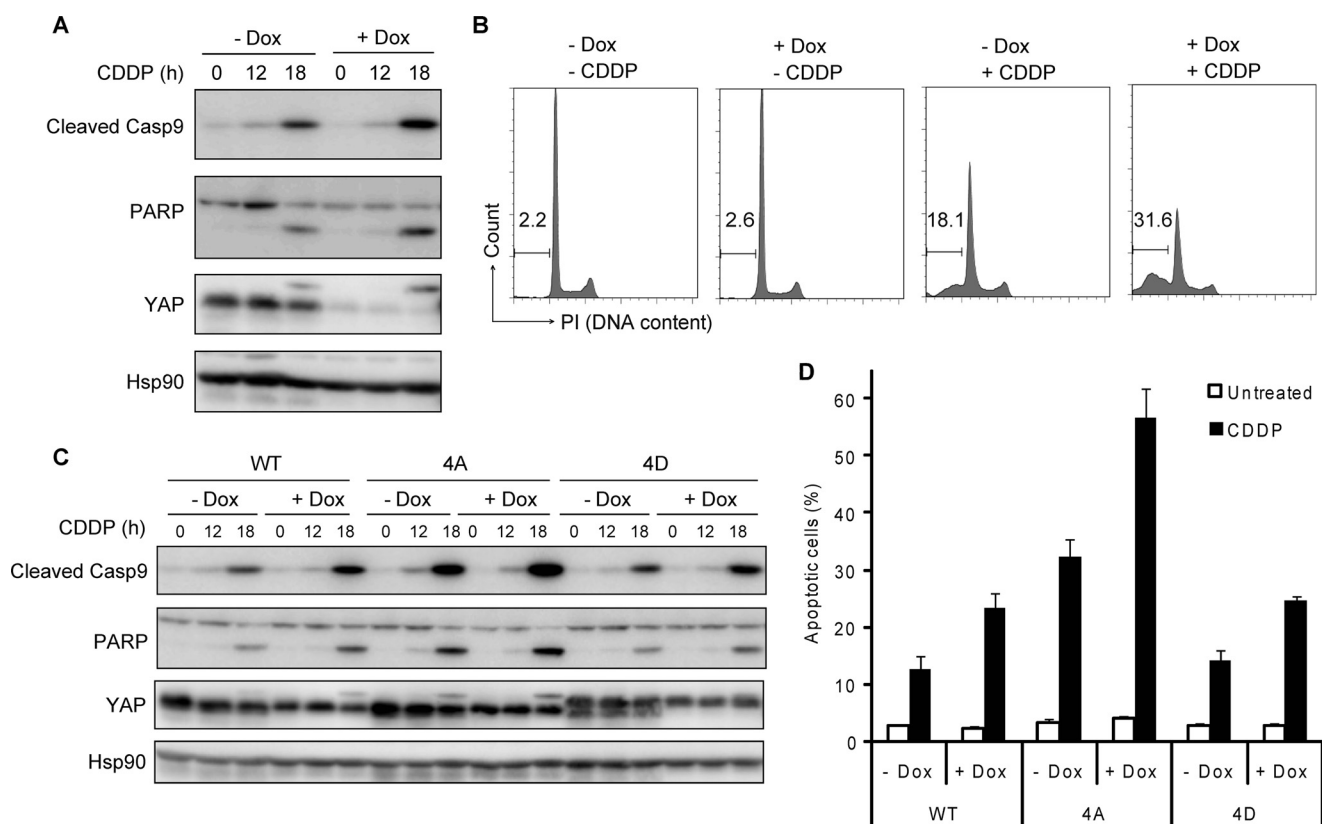 A
- Dox + Dox
CDDP (h) 0 12 18 0 12 18
Cleaved Casp9
PARP
YAP
Hsp90
B
- Dox + Dox - Dox + Dox
- CDDP - CDDP + CDDP + CDDP
2.2 2.6 18.1 31.6
Count
PI (DNA content)
C
WT 4A 4D
- Dox + Dox - Dox + Dox - Dox + Dox
CDDP (h) 0 12 18 0 12 18 0 12 18 0 12 18 0 12 18 0 12 18
Cleaved Casp9
PARP
YAP
Hsp90
D
Untreated
CDDP
Apoptotic cells (%)
60
50
40
30
20
10
0
- Dox + Dox - Dox + Dox - Dox + Dox
WT 4A 4D